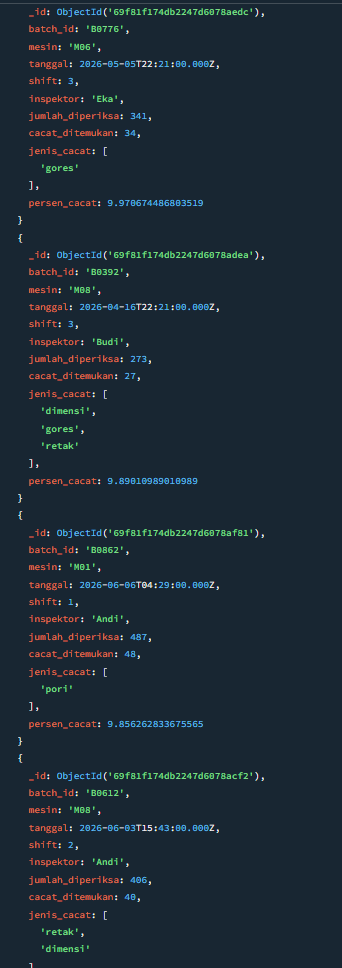 _id: ObjectId('69f81f174db2247d6078aedc'),
batch_id: 'B0776',
mesin: 'M06',
tanggal: 2026-05-05T22:21:00.000Z,
shift: 3,
inspektor: 'Eka',
jumlah_diperiksa: 341,
cacat_ditemukan: 34,
jenis_cacat: [
'gores'
],
persen_cacat: 9.970674486803519
}
{
_id: ObjectId('69f81f174db2247d6078adea'),
batch_id: 'B0392',
mesin: 'M08',
tanggal: 2026-04-16T22:21:00.000Z,
shift: 3,
inspektor: 'Budi',
jumlah_diperiksa: 273,
cacat_ditemukan: 27,
jenis_cacat: [
'dimensi',
'gores',
'retak'
],
persen_cacat: 9.89010989010989
}
{
_id: ObjectId('69f81f174db2247d6078af81'),
batch_id: 'B0862',
mesin: 'M01',
tanggal: 2026-06-06T04:29:00.000Z,
shift: 1,
inspektor: 'Andi',
jumlah_diperiksa: 487,
cacat_ditemukan: 48,
jenis_cacat: [
'pori'
],
persen_cacat: 9.856262833675565
}
{
_id: ObjectId('69f81f174db2247d6078acf2'),
batch_id: 'B0612',
mesin: 'M08',
tanggal: 2026-06-03T15:43:00.000Z,
shift: 2,
inspektor: 'Andi',
jumlah_diperiksa: 406,
cacat_ditemukan: 40,
jenis_cacat: [
'retak',
'dimensi'